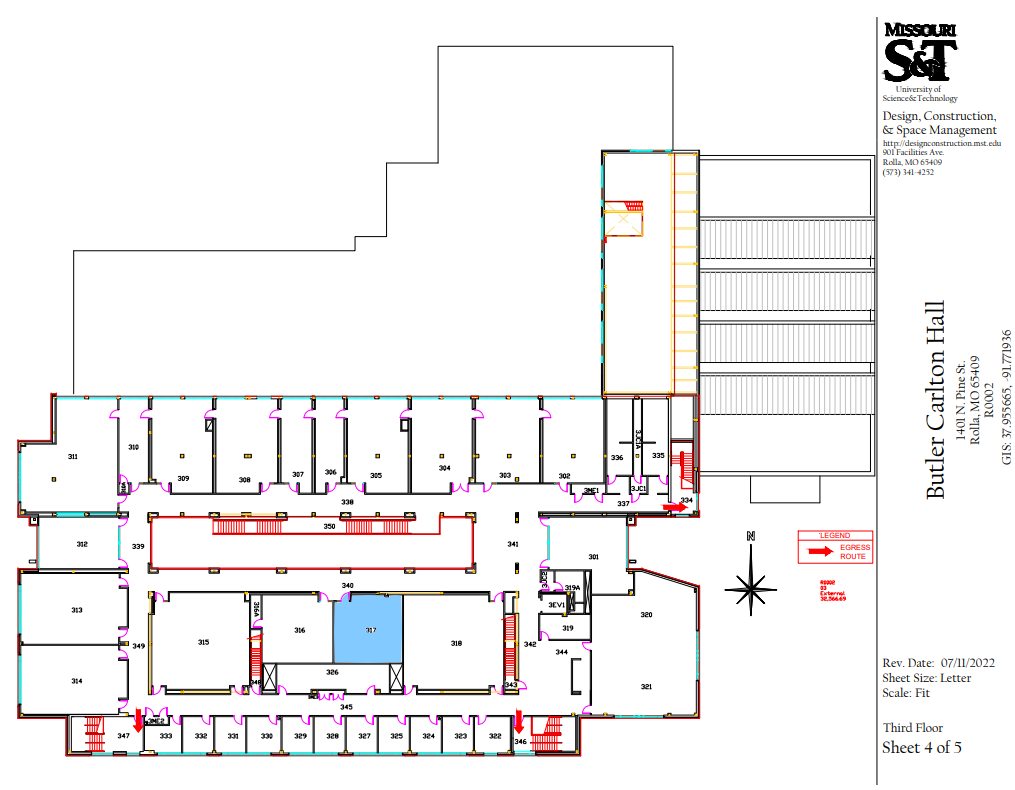 MISSOURI
S&T
University of
Science&Technology
Design, Construction,
& Space Management
http://designconstruction.mst.edu
901 Facilities Ave.
Rolla, MO 65409
(573) 341-4252
Butler Carlton Hall
1401 N. Pine St.
Rolla, MO 65409
R0002
GIS: 37.955665, -91.771936
311
310
309
308
307
306
305
304
303
302
336
3JC1A
335
3ME1
3JC1
337
334
338
350
312
339
341
301
340
3JC2
319A
3EV1
319
320
313
349
315
316A
316
317
318
342
344
314
348
326
343
321
345
347
3ME2
333
332
331
330
329
328
327
325
324
323
322
346
N
'LEGEND
EGRESS
ROUTE
R0002
03
External
32,366.69
Rev. Date: 07/11/2022
Sheet Size: Letter
Scale: Fit
Third Floor
Sheet 4 of 5